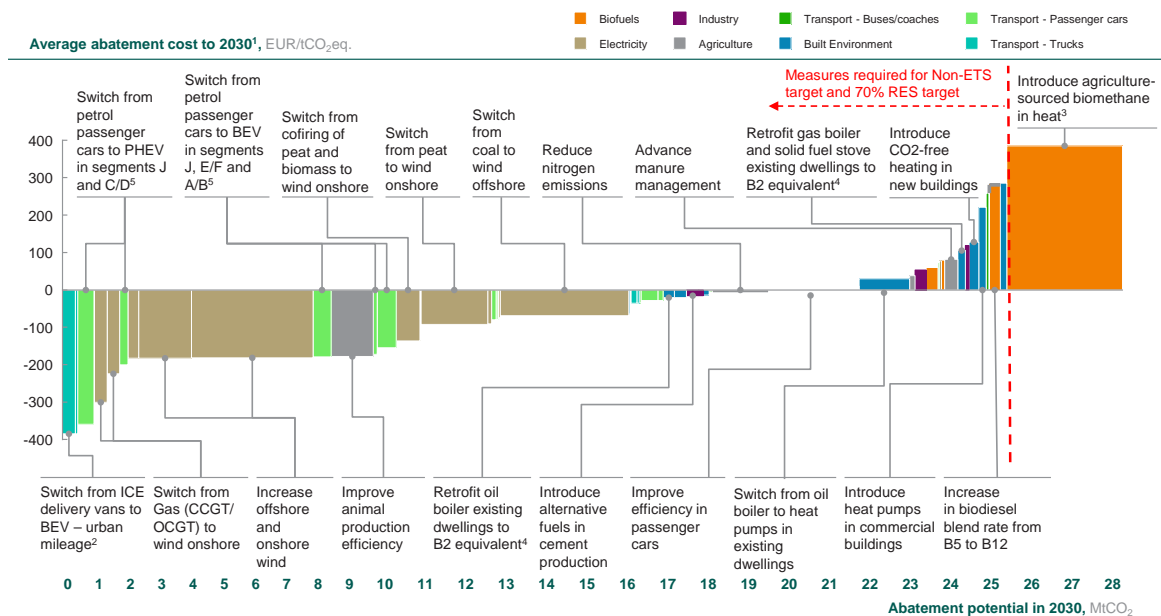 Biofuels
Industry
Transport - Buses/coaches
Transport - Passenger cars
Electricity
Agriculture
Built Environment
Transport - Trucks
Average abatement cost to 2030¹, EUR/tCO₂eq.
Measures required for Non-ETS
target and 70% RES target
Introduce agriculture-
sourced biomethane
in heat³
Switch from
petrol
passenger
cars to PHEV
in segments J
and C/D⁵
Switch from
petrol
passenger
cars to BEV
in segments
J, E/F and
A/B⁵
Switch from
cofiring of
peat and
biomass to
wind onshore
Switch
from peat
to wind
onshore
Switch
from
coal to
wind
offshore
Reduce
nitrogen
emissions
Advance
manure
management
Retrofit gas boiler
and solid fuel stove
existing dwellings to
B2 equivalent⁴
Introduce
CO2-free
heating in
new buildings
400
300
200
100
0
-100
-200
-300
-400
Switch from ICE
delivery vans to
BEV – urban
mileage²
Switch from
Gas (CCGT/
OCGT) to
wind onshore
Increase
offshore
and
onshore
wind
Improve
animal
production
efficiency
Retrofit oil
boiler existing
dwellings to
B2 equivalent⁴
Introduce
alternative
fuels in
cement
production
Improve
efficiency in
passenger
cars
Switch from oil
boiler to heat
pumps in
existing
dwellings
Introduce
heat pumps
in commercial
buildings
Increase
in biodiesel
blend rate from
B5 to B12
0 1 2 3 4 5 6 7 8 9 10 11 12 13 14 15 16 17 18 19 20 21 22 23 24 25 26 27 28
Abatement potential in 2030, MtCO₂